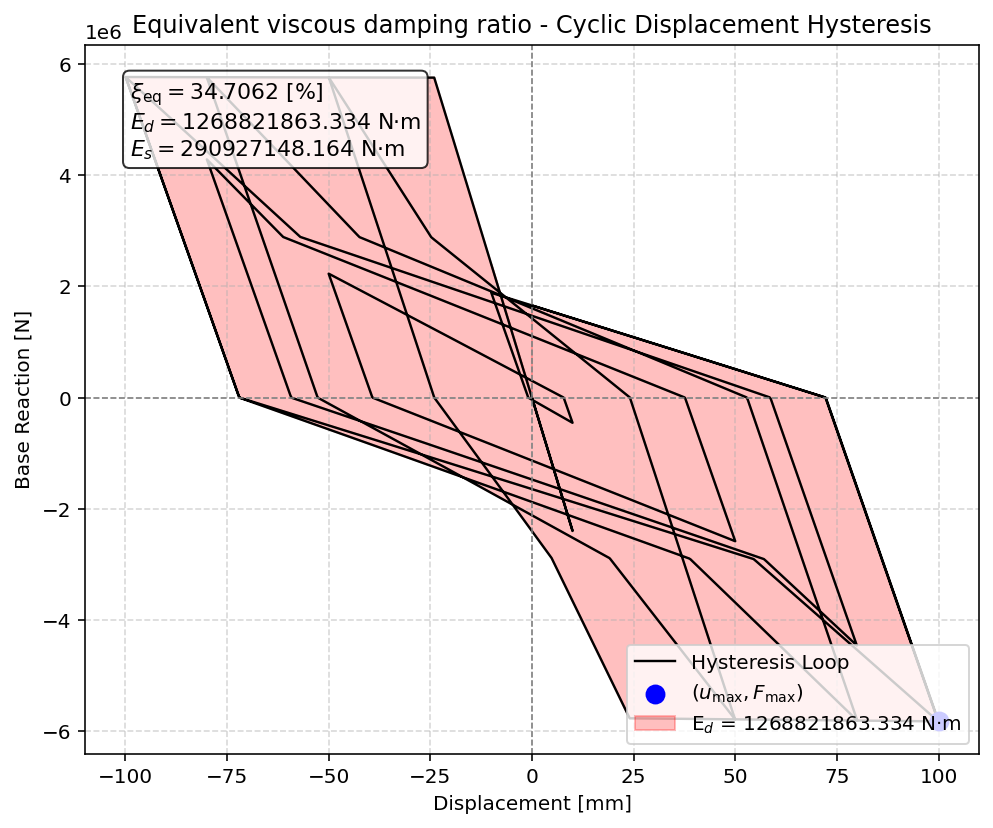 Equivalent viscous damping ratio - Cyclic Displacement Hysteresis
1e6
ξeq = 34.7062 [%]
Ed = 1268821863.334 N·m
Es = 290927148.164 N·m
6
4
2
0
−2
−4
−6
Base Reaction [N]
Hysteresis Loop
(umax, Fmax)
Ed = 1268821863.334 N·m
−100
−75
−50
−25
0
25
50
75
100
Displacement [mm]